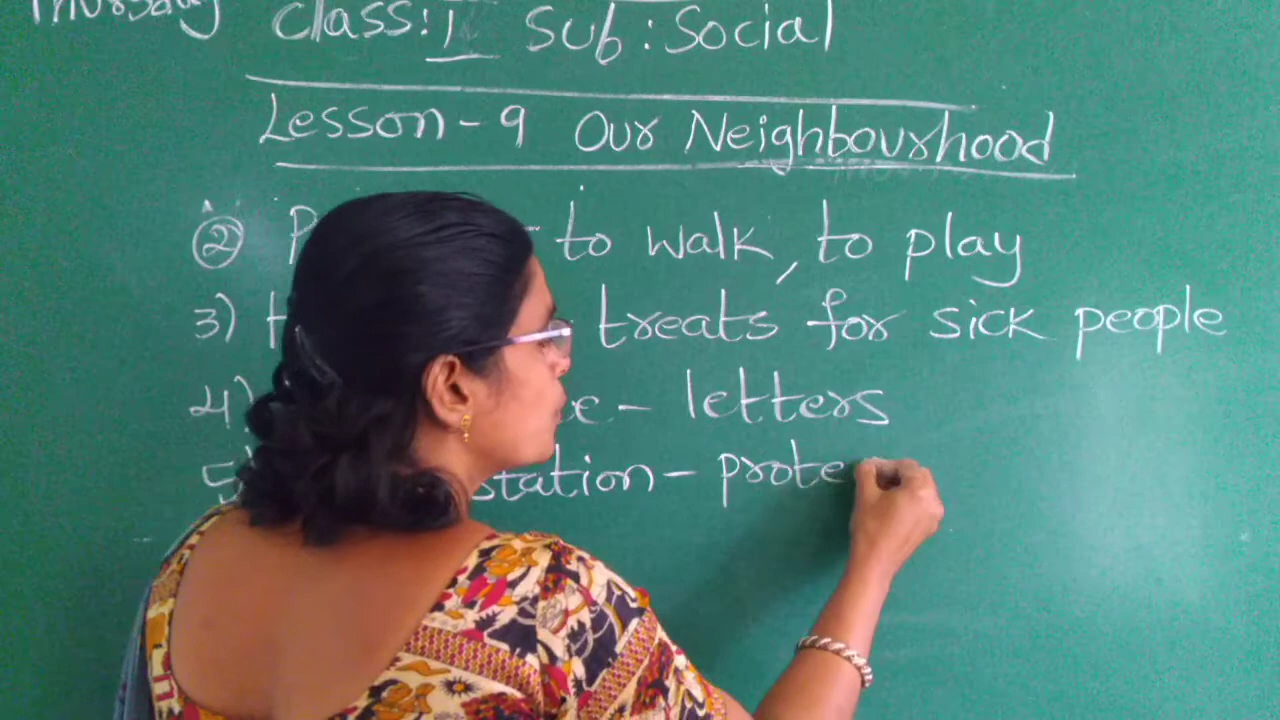 Thursday Class: I Sub: Social
Lesson - 9 Our Neighbourhood
② P - to walk, to play
3) treats for sick people
4) ce - letters
5) station - prote